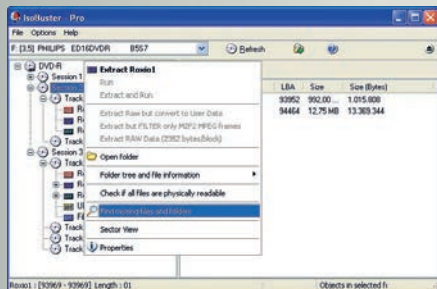 IsoBuster - Pro
File Options Help
F: [3.5] PHILIPS ED16DVDR B5S7
Refresh
DVD-R
Session 1
Track
Track
Session 3
Track
Track
Track
Track
Extract Roxio1
Run
Extract and Run
Extract Raw but convert to User Data
Extract but FILTER only M2F2 MPEG frames
Extract RAW Data (2352 bytes/block)
Open folder
Folder tree and file information
Check if all files are physically readable
Find missing files and folders
Sector View
Properties
LBA Size Size (Bytes)
93952 992.00 ... 1.015.808
94464 12,75 MB 13.369.344
Roxio1 : [93969 - 93969] Length : 01
Objects in selected fr